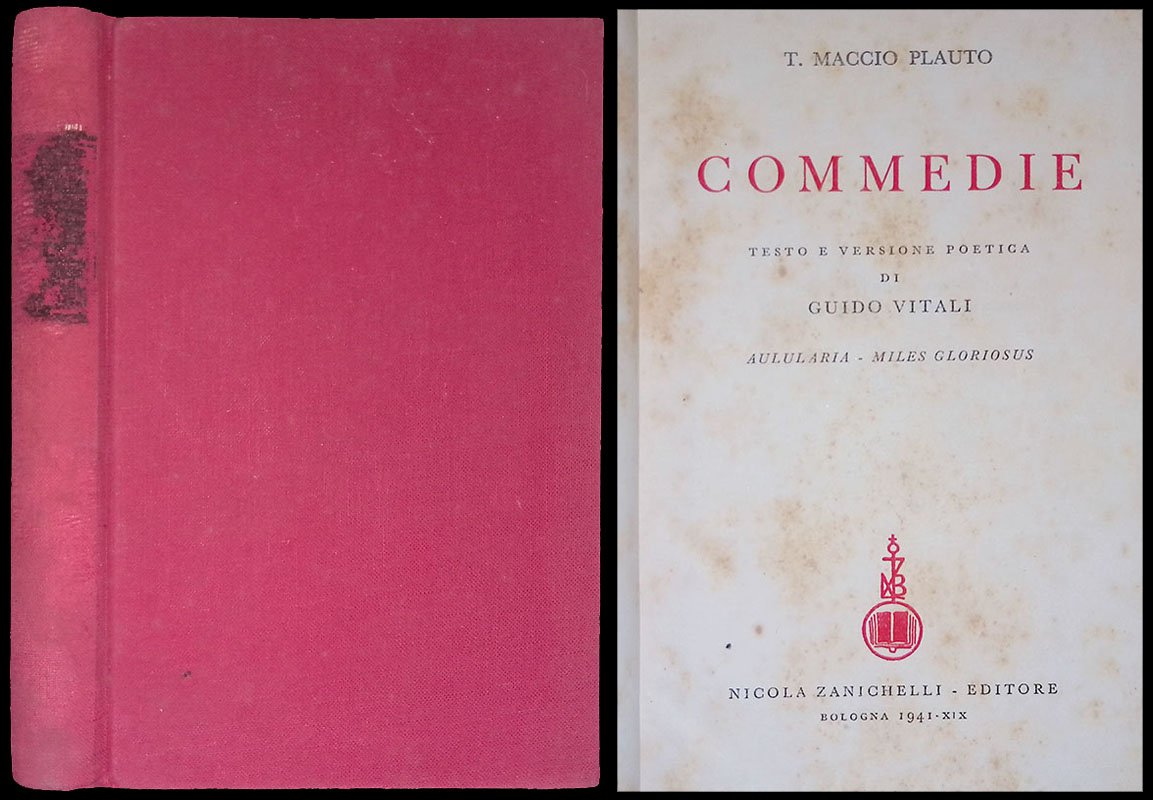 T. MACCIO PLAUTO
COMMEDIE
TESTO E VERSIONE POETICA
DI
GUIDO VITALI
AULULARIA - MILES GLORIOSUS
NICOLA ZANICHELLI - EDITORE
BOLOGNA 1941-XIX